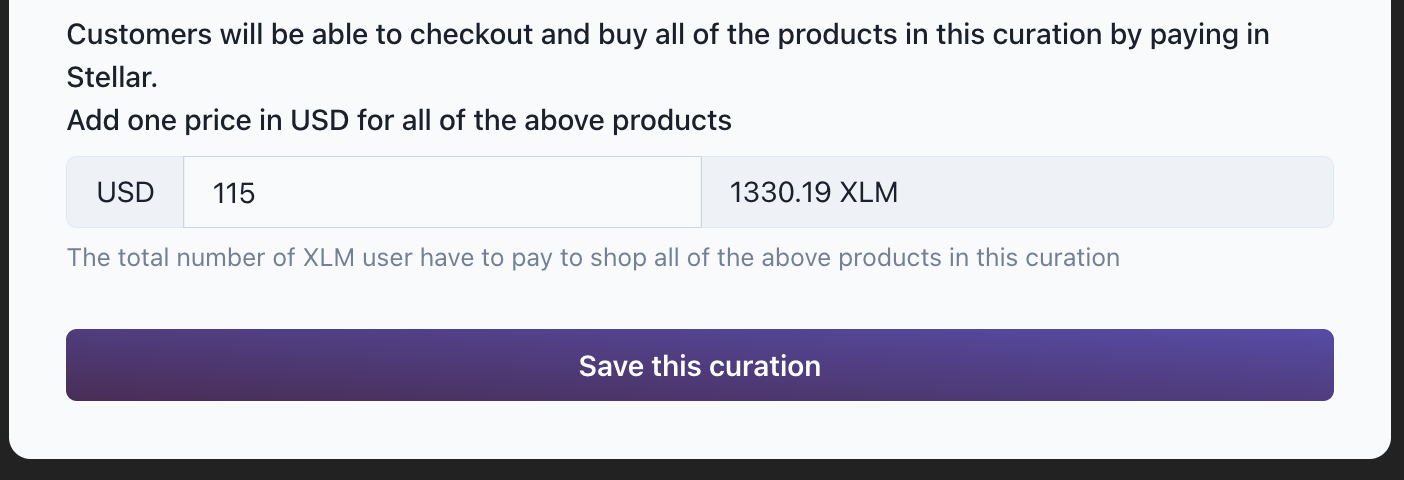 Customers will be able to checkout and buy all of the products in this curation by paying in
Stellar.
Add one price in USD for all of the above products
USD 115 1330.19 XLM
The total number of XLM user have to pay to shop all of the above products in this curation
Save this curation